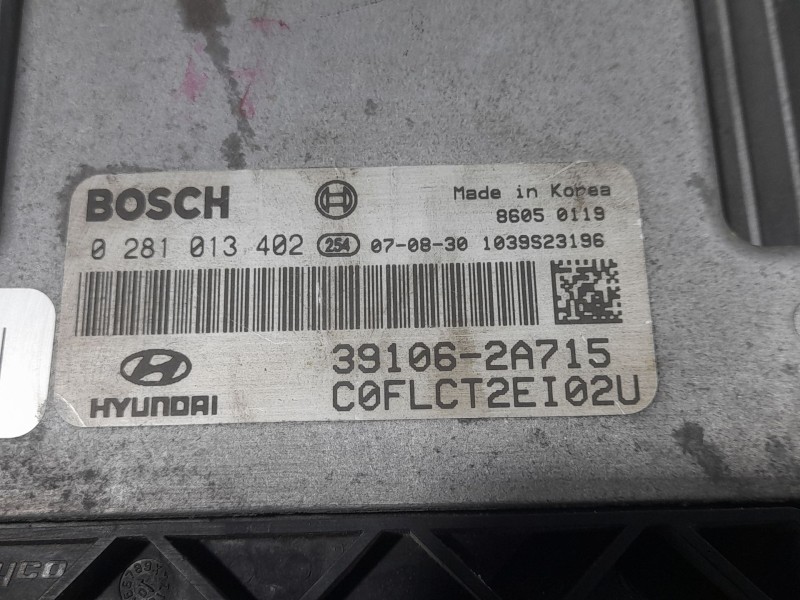 BOSCH
Made in Korea
8605 0119
0 281 013 402 254 07-08-30 1039S23196
39106-2A715
HYUNDAI
C0FLCT2EI02U